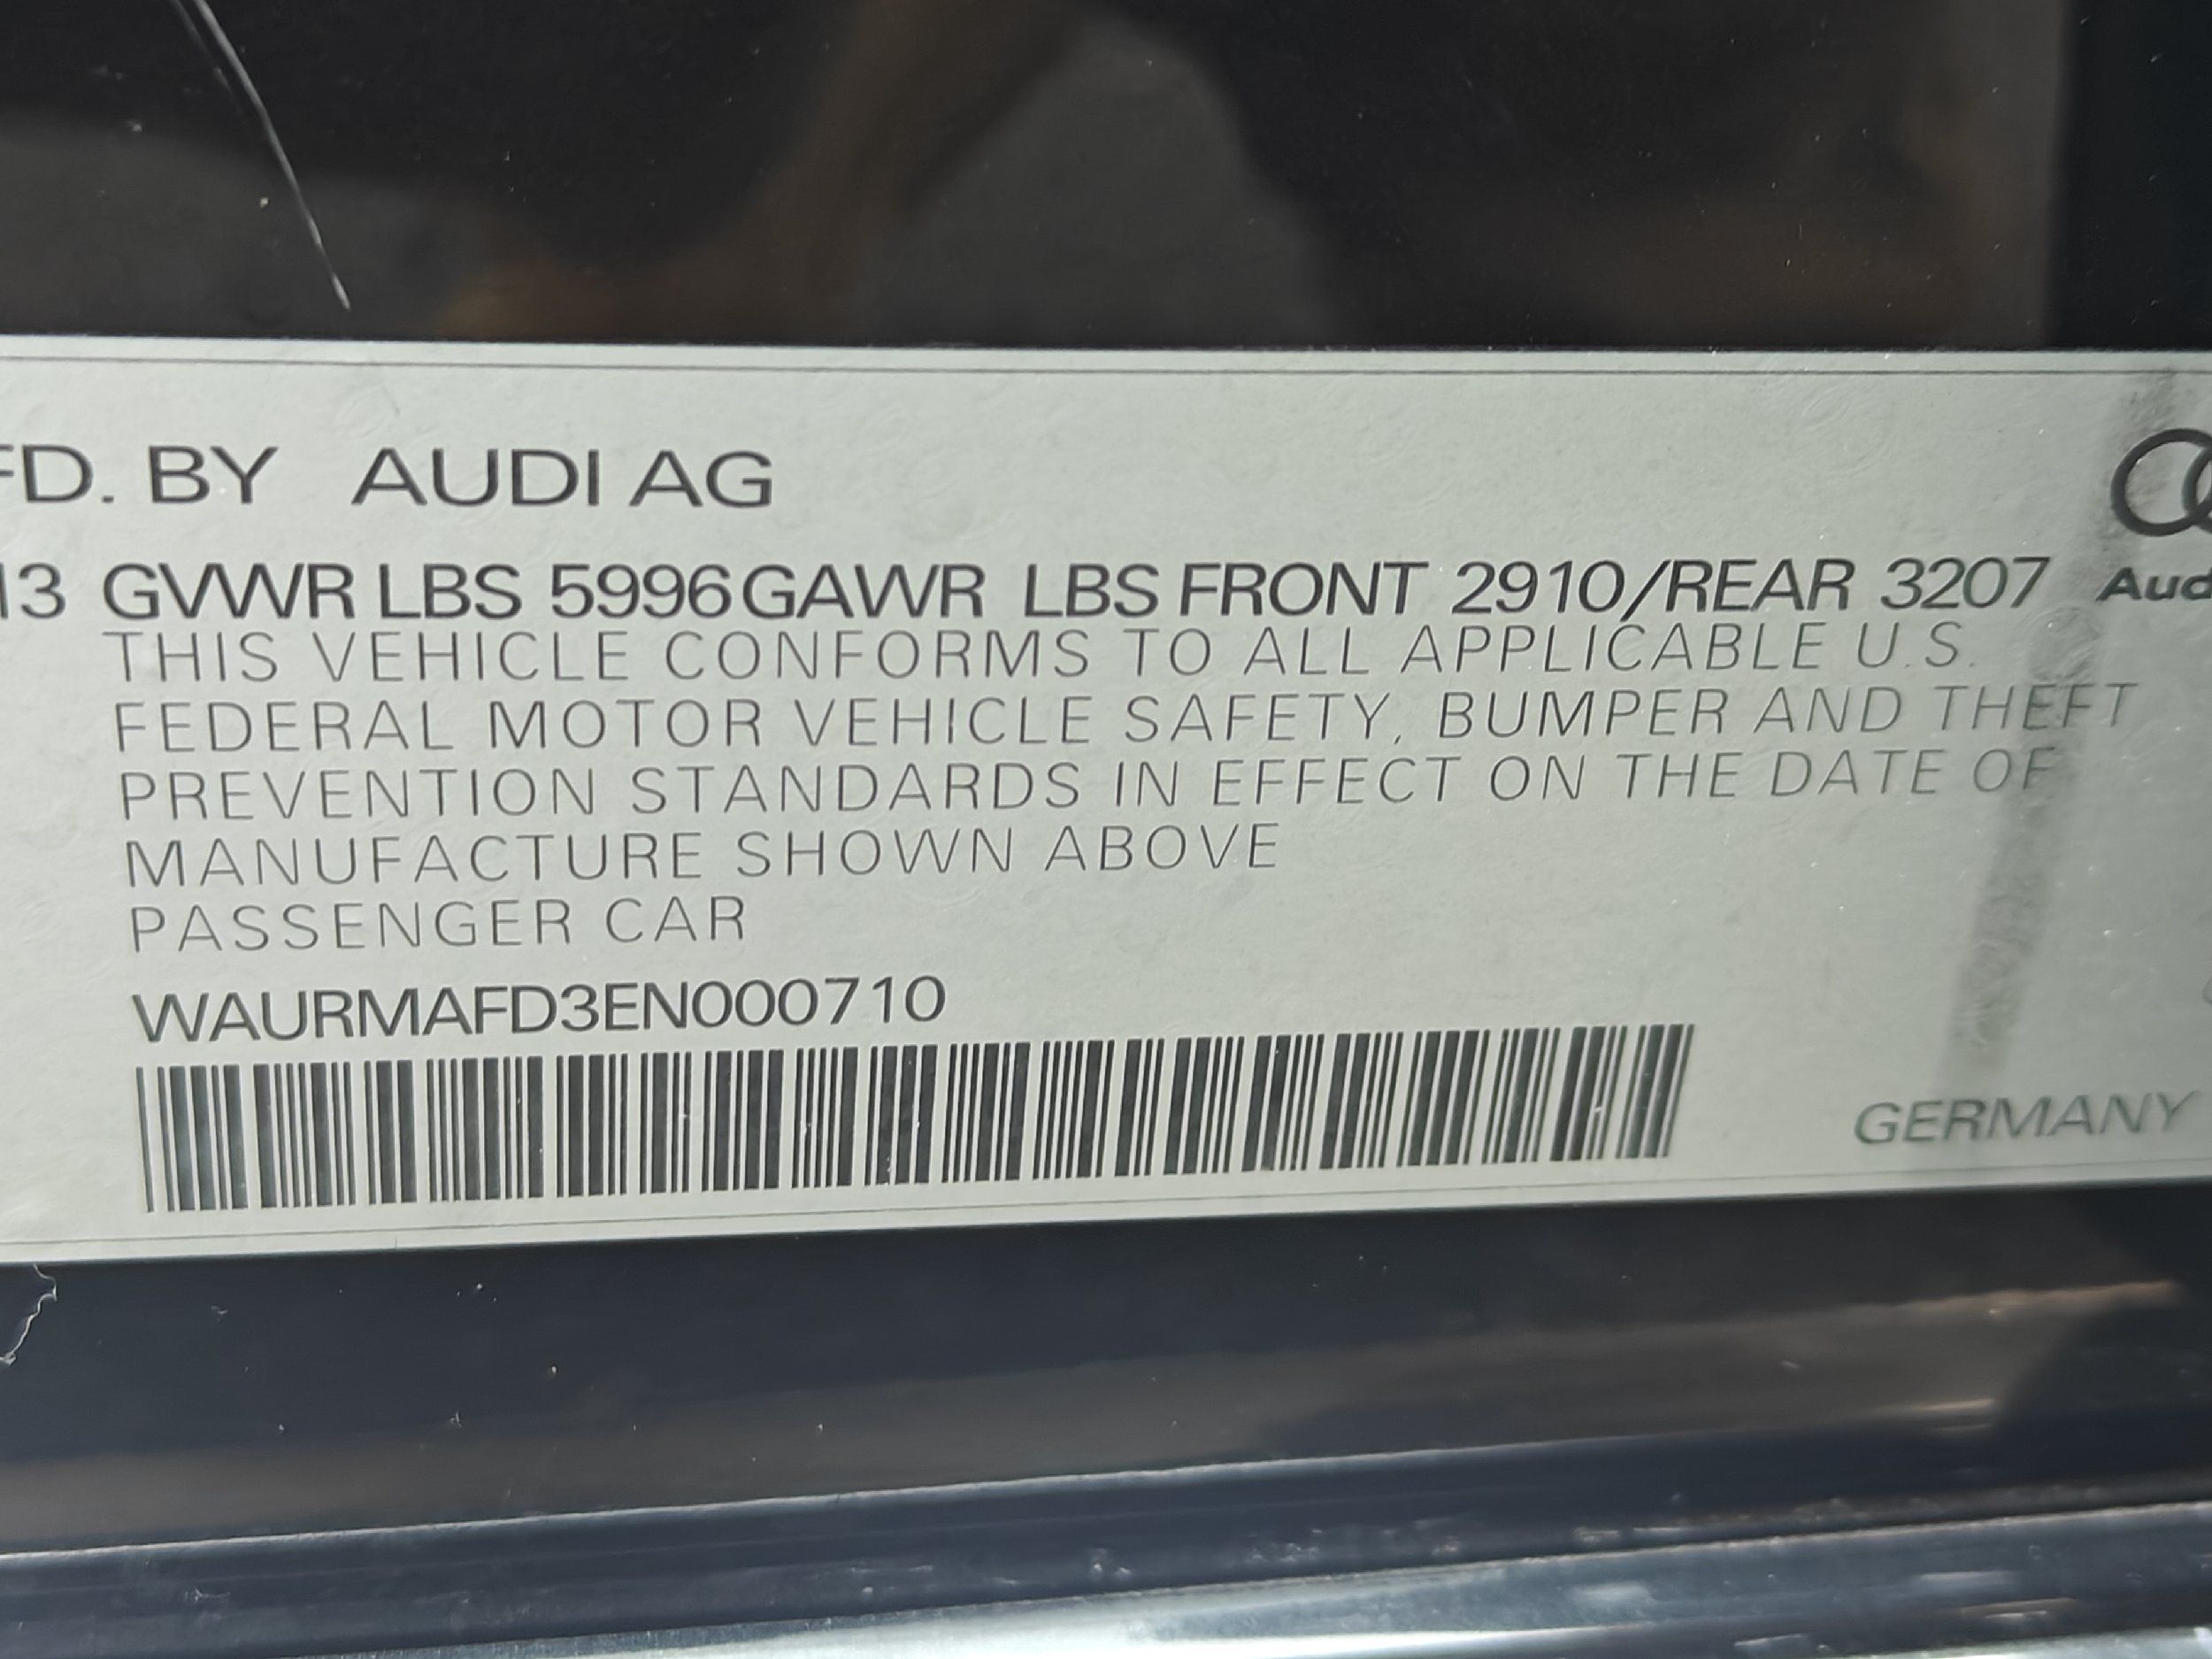 FD. BY AUDI AG
13 GVWR LBS 5996 GAWR LBS FRONT 2910/REAR 3207 Aud
THIS VEHICLE CONFORMS TO ALL APPLICABLE U.S.
FEDERAL MOTOR VEHICLE SAFETY, BUMPER AND THEFT
PREVENTION STANDARDS IN EFFECT ON THE DATE OF
MANUFACTURE SHOWN ABOVE
PASSENGER CAR
WAURMAFD3EN000710
GERMANY